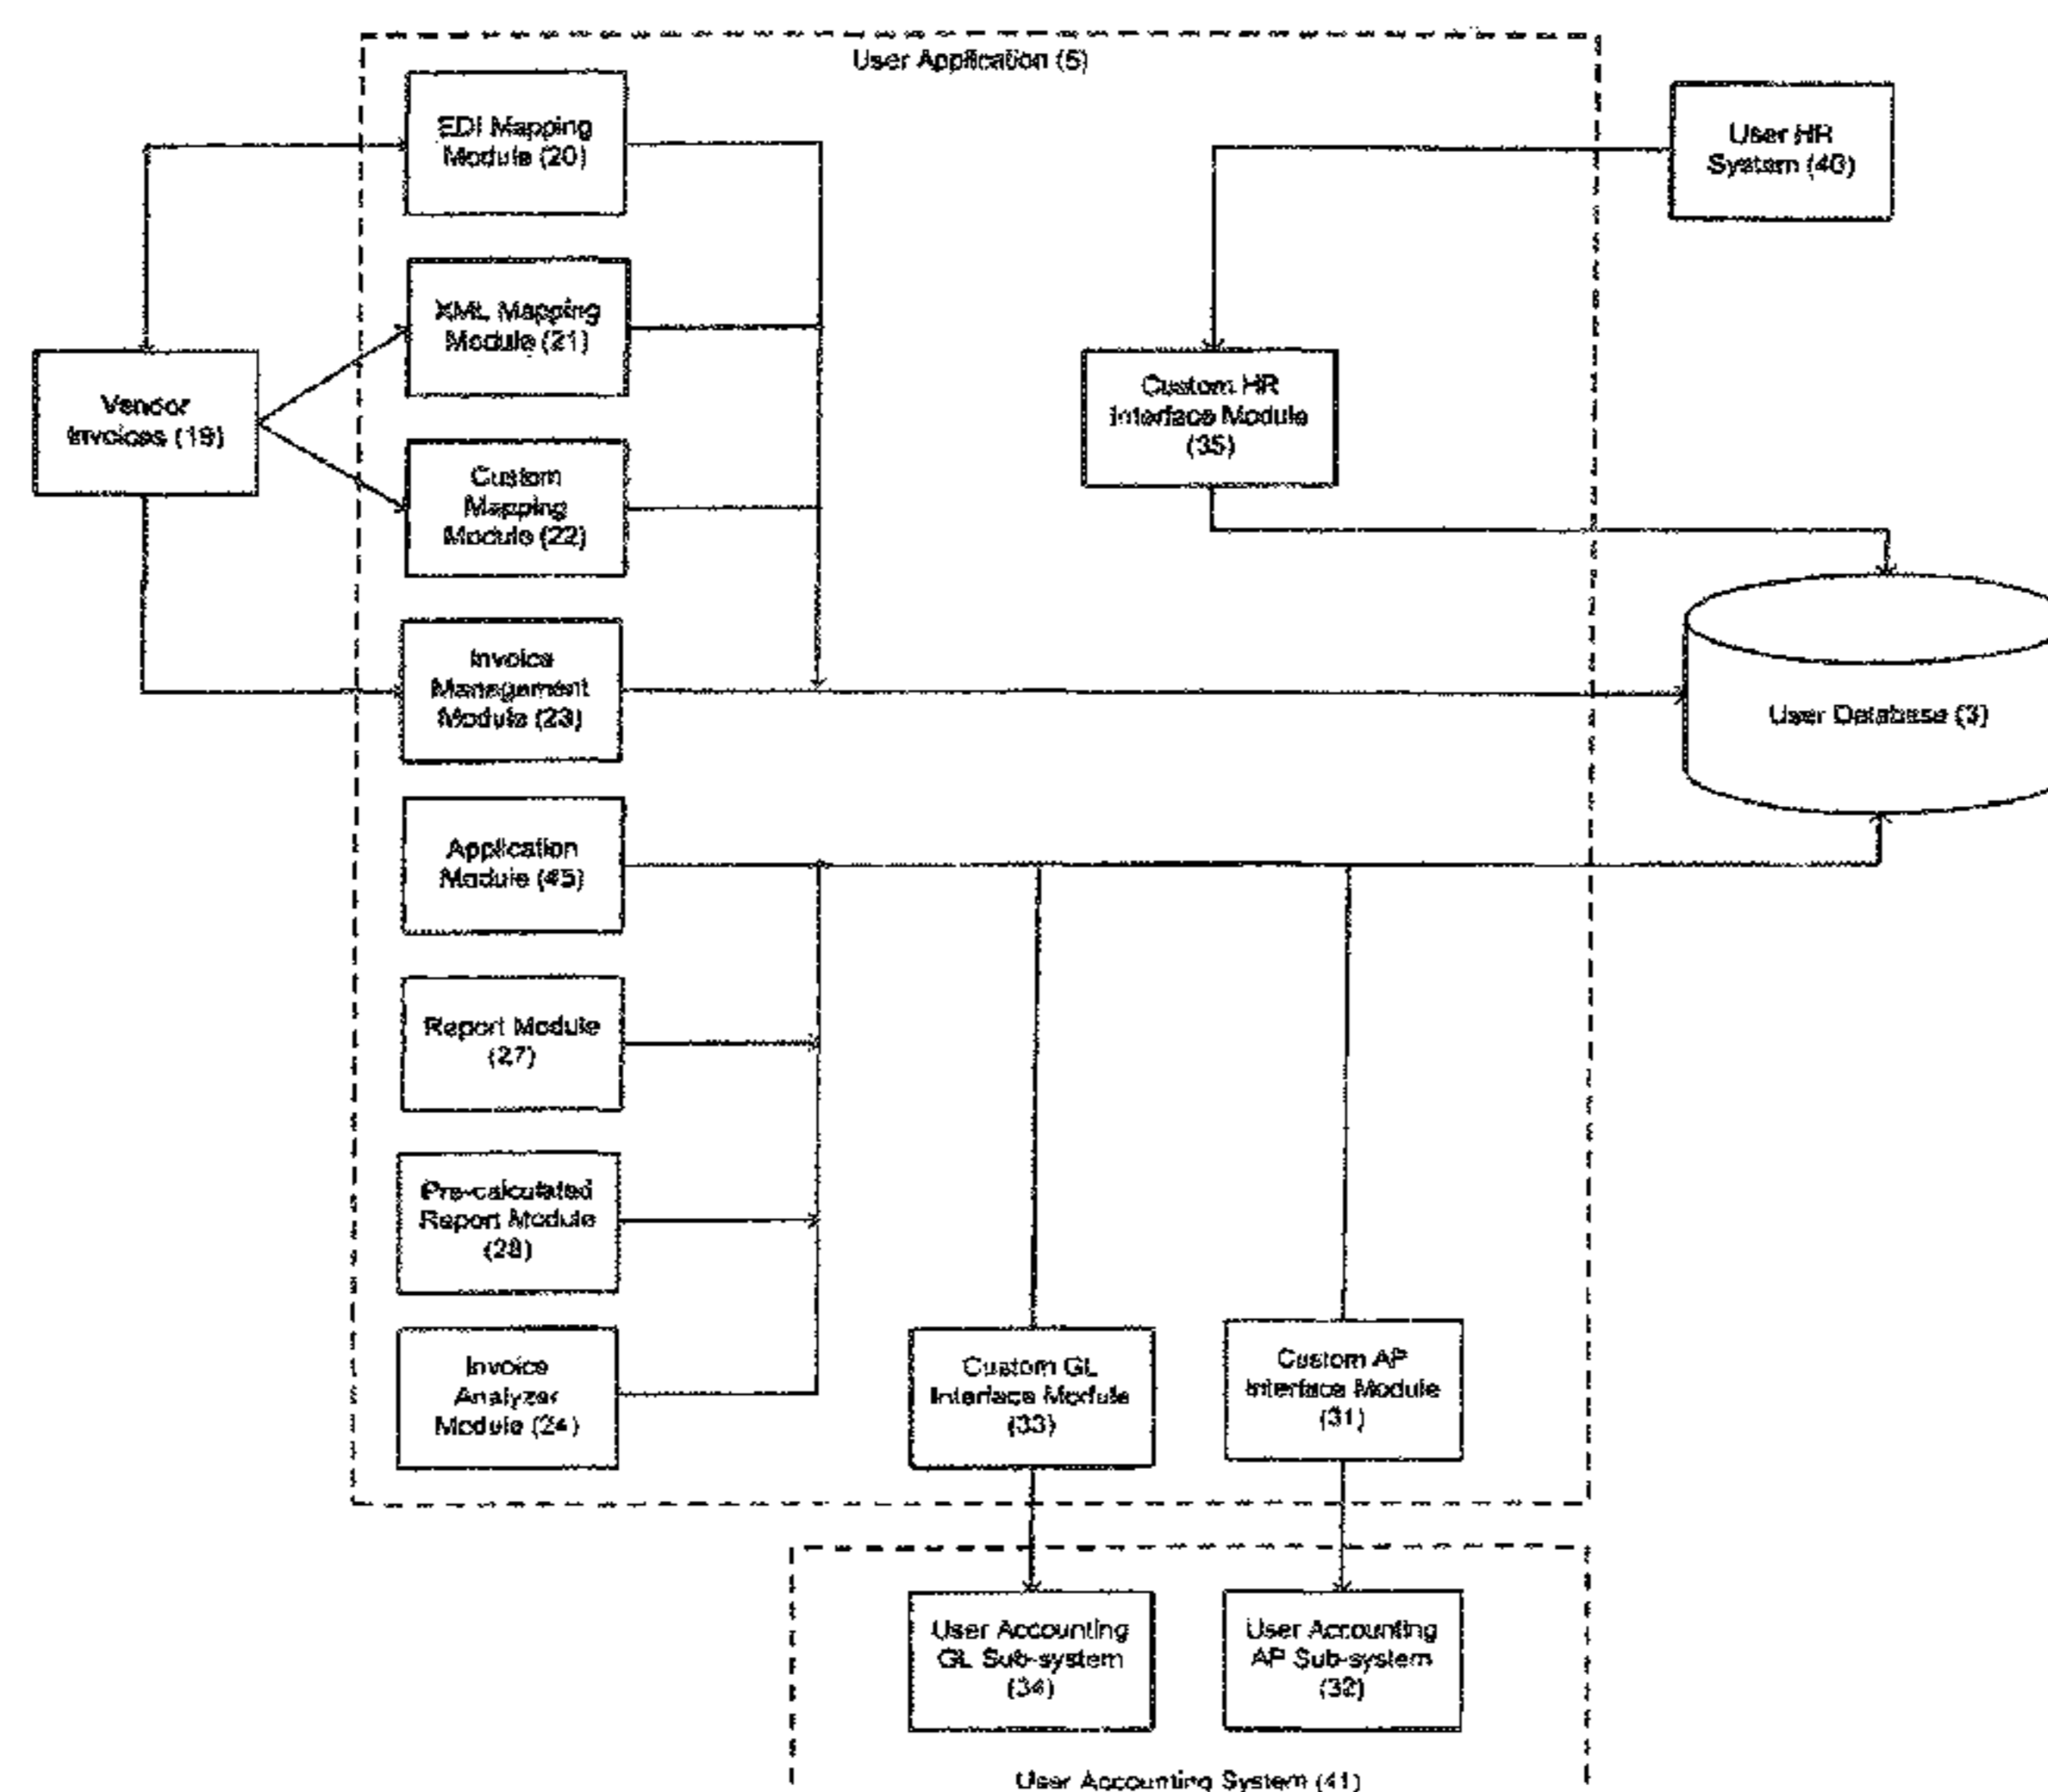 User Application (5)
EDI Mapping
Module (20)
User HR
System (40)
XML Mapping
Module (21)
Vendor
Invoices (19)
Custom HR
Interface Module
(35)
Custom
Mapping
Module (22)
Invoice
Management
Module (23)
User Database (3)
Application
Module (45)
Report Module
(27)
Pre-calculated
Report Module
(28)
Invoice
Analyzer
Module (24)
Custom GL
Interface Module
(33)
Custom AP
Interface Module
(31)
User Accounting
GL Sub-system
(34)
User Accounting
AP Sub-system
(32)
User Accounting System (41)